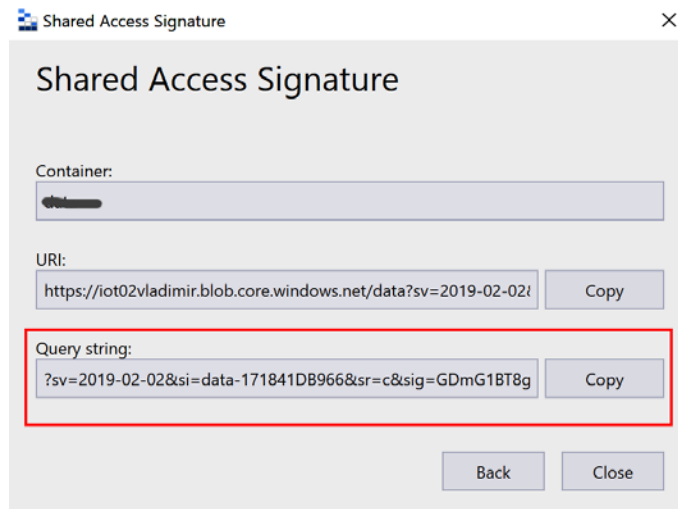 Shared Access Signature
Shared Access Signature
Container:
URI:
https://iot02vladimir.blob.core.windows.net/data?sv=2019-02-02&
Copy
Query string:
?sv=2019-02-02&si=data-171841DB966&sr=c&sig=GDmG1BT8g
Copy
Back
Close